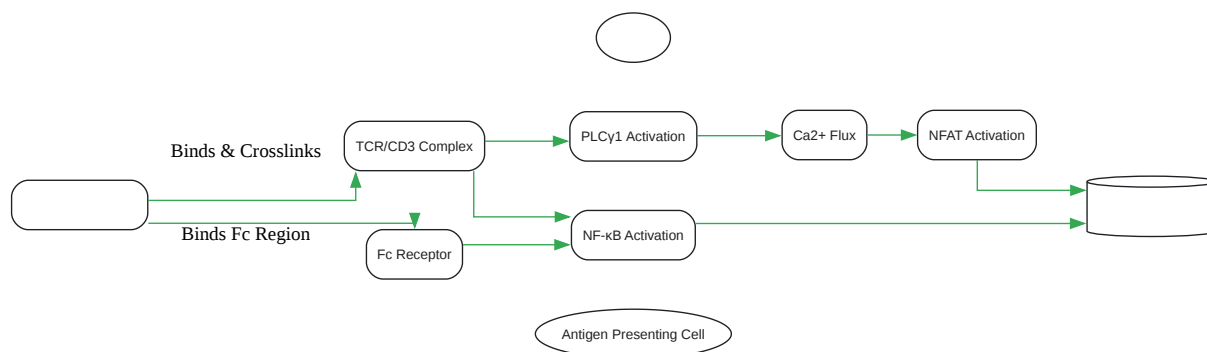 PLCγ1 Activation
Ca2+ Flux
NFAT Activation
TCR/CD3 Complex
Binds & Crosslinks
Binds Fc Region
NF-κB Activation
Fc Receptor
Antigen Presenting Cell